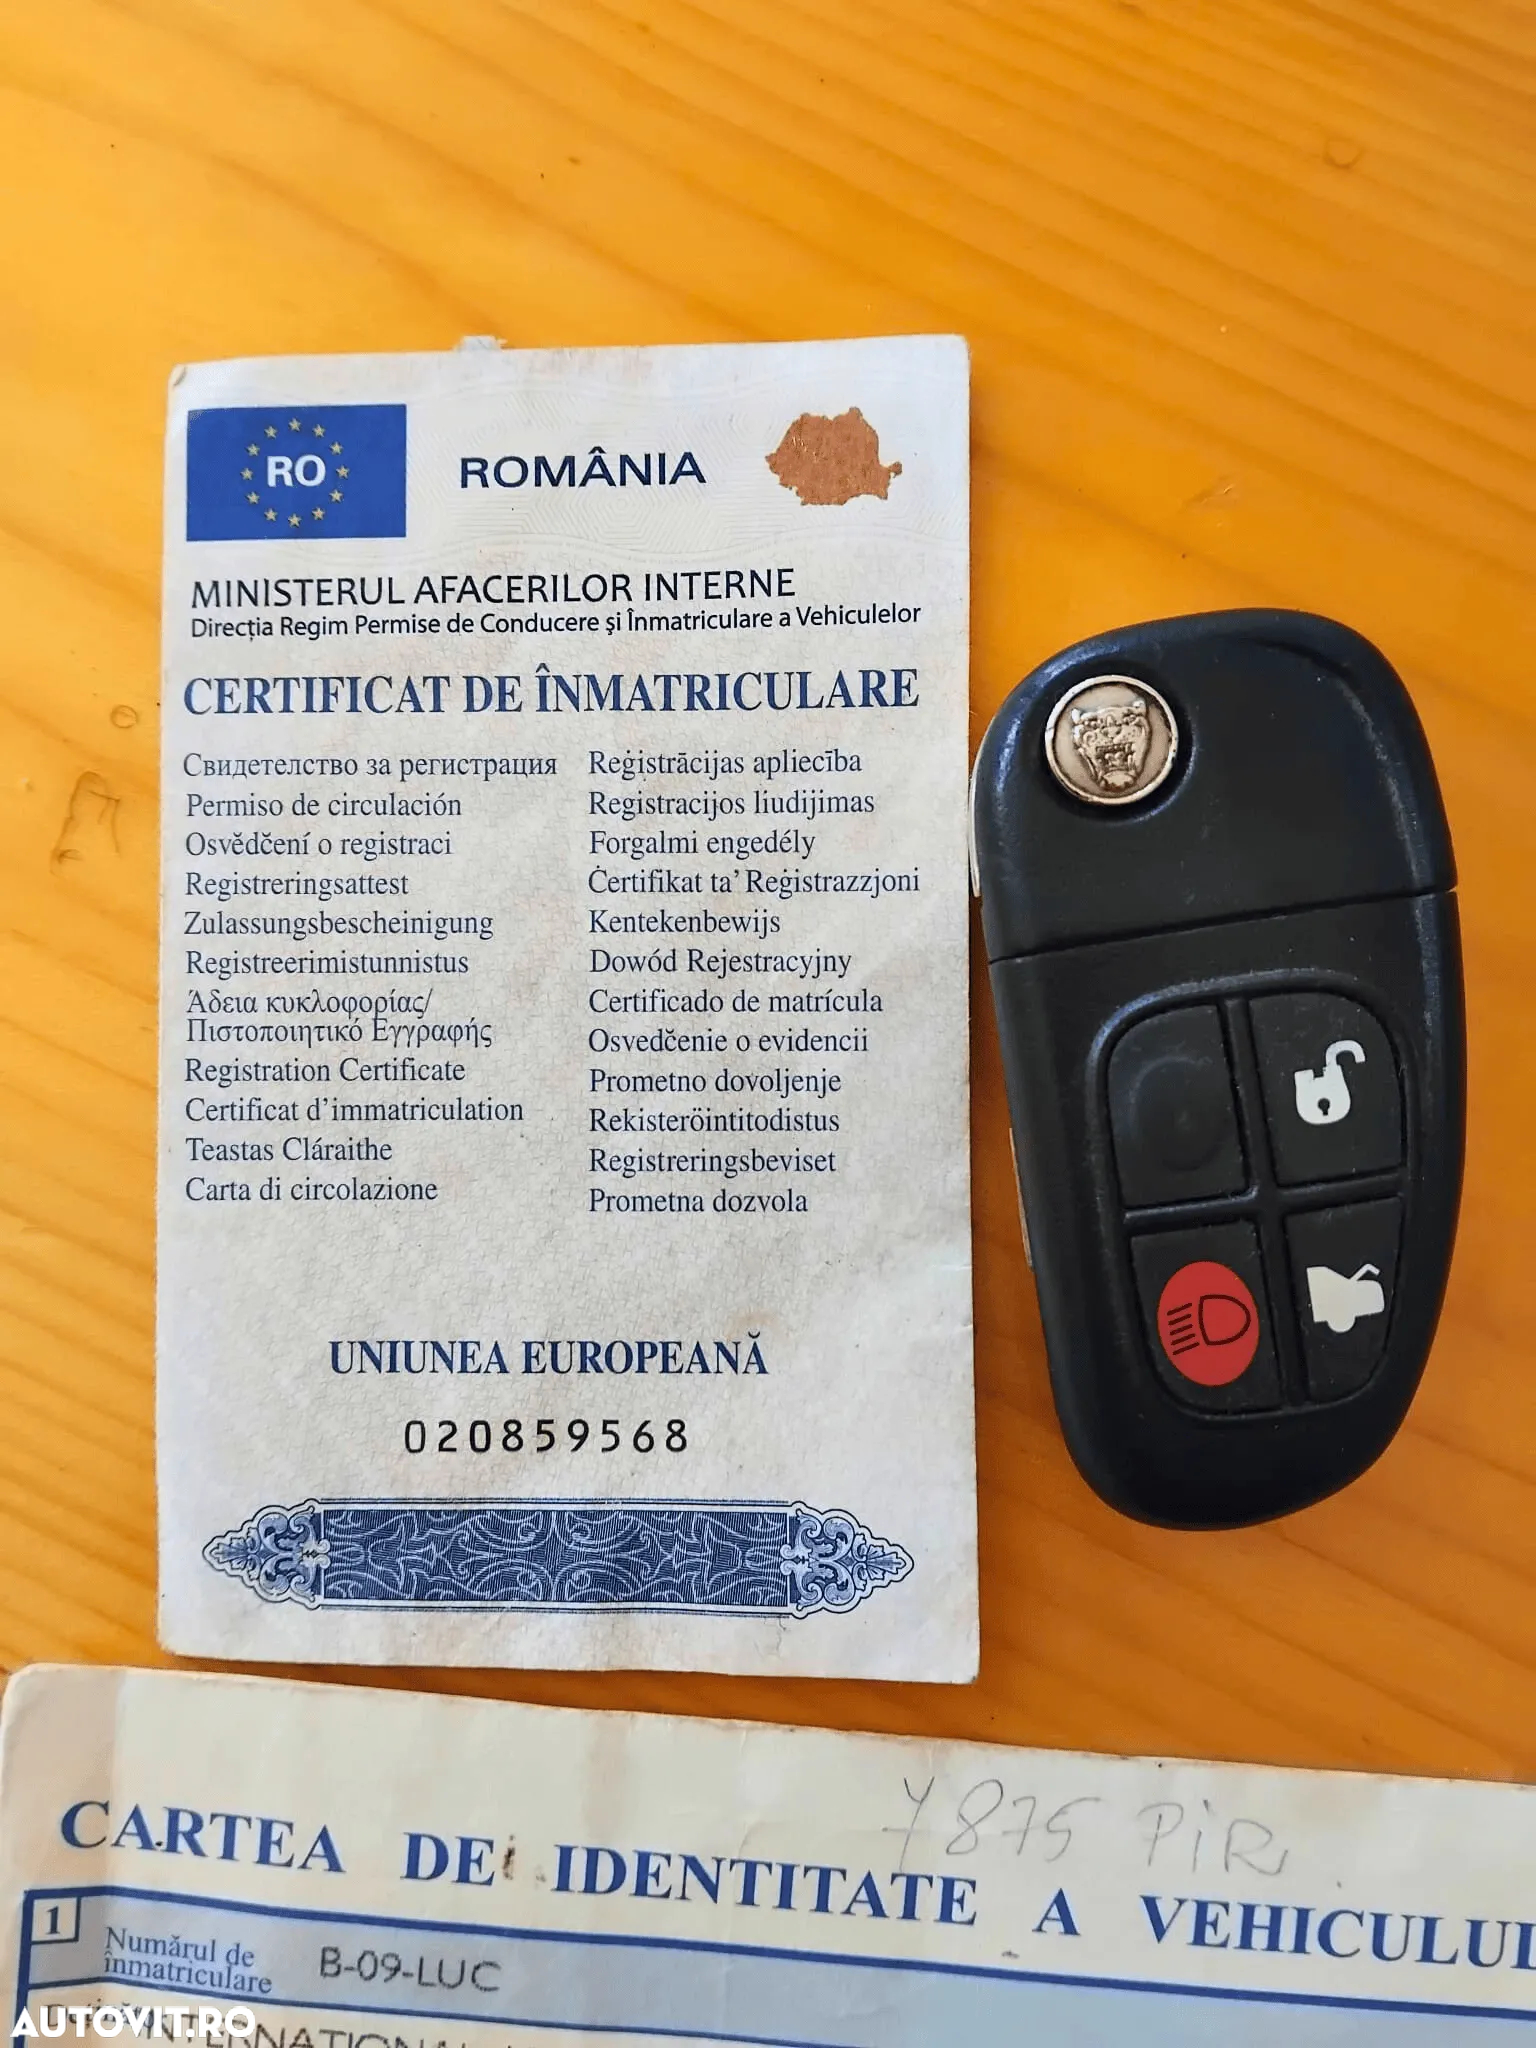 RO
ROMÂNIA
MINISTERUL AFACERILOR INTERNE
Direcția Regim Permise de Conducere şi Înmatriculare a Vehiculelor
CERTIFICAT DE ÎNMATRICULARE
Свидетелство за регистрация
Permiso de circulación
Osvědčení o registraci
Registreringsattest
Zulassungsbescheinigung
Registreerimistunnistus
Άδεια κυκλοφορίας/
Πιστοποιητικό Εγγραφής
Registration Certificate
Certificat d’immatriculation
Teastas Cláraithe
Carta di circolazione
Reģistrācijas apliecība
Registracijos liudijimas
Forgalmi engedély
Ċertifikat ta’ Reġistrazzjoni
Kentekenbewijs
Dowód Rejestracyjny
Certificado de matrícula
Osvedčenie o evidencii
Prometno dovoljenje
Rekisteröintitodistus
Registreringsbeviset
Prometna dozvola
UNIUNEA EUROPEANĂ
020859568
7875 PiR
CARTEA DE IDENTITATE A VEHICULUL
1 Numărul de înmatriculare B-09-LUC
INTERNATIONAL
AUTOVIT.RO